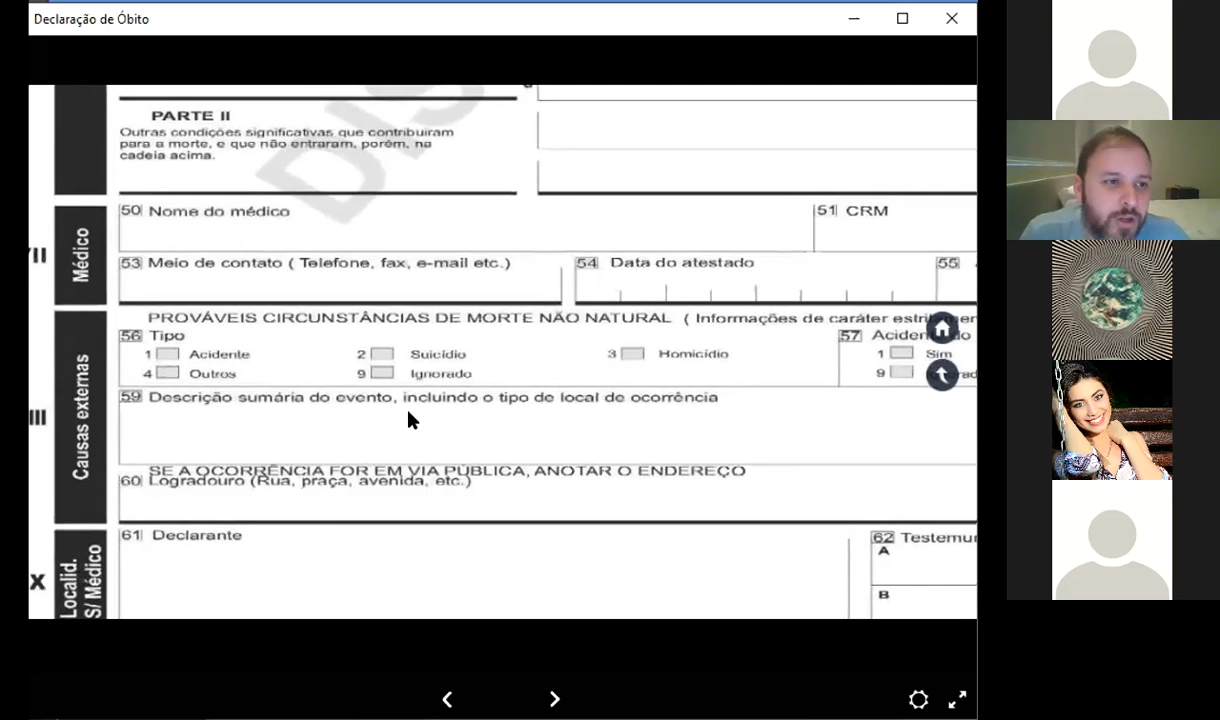 Declaração de Óbito
PARTE II
Outras condições significativas que contribuiram
para a morte, e que não entraram, porém, na
cadeia acima.
DIS
50 Nome do médico
51 CRM
VII
Médico
53 Meio de contato ( Telefone, fax, e-mail etc.)
54 Data do atestado
55
PROVÁVEIS CIRCUNSTÂNCIAS DE MORTE NÃO NATURAL ( Informações de caráter
56 Tipo
57
1 Acidente 2 Suicídio 3 Homicídio
1 Sim
4 Outros 9 Ignorado
9
III
Causas externas
59 Descrição sumária do evento, incluindo o tipo de local de ocorrência
SE A OCORRÊNCIA FOR EM VIA PÚBLICA, ANOTAR O ENDEREÇO
60 Logradouro (Rua, praça, avenida, etc.)
X
Localid.
S/ Médico
61 Declarante
62 Testemu
A
B